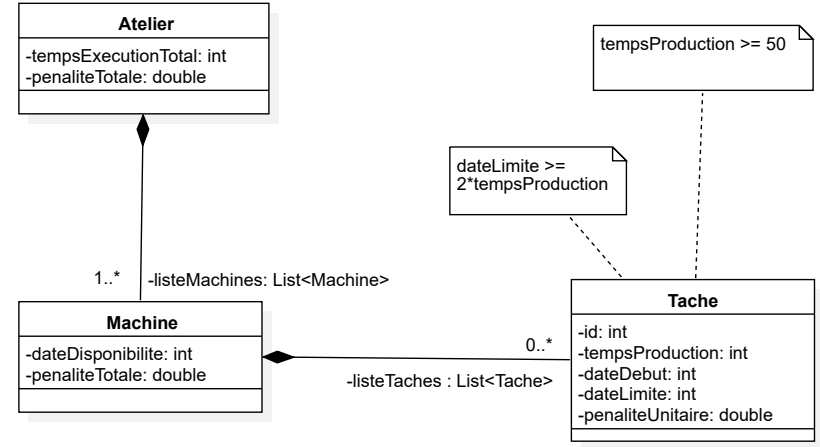 Atelier
-tempsExecutionTotal: int
-penaliteTotale: double
tempsProduction >= 50
dateLimite >=
2*tempsProduction
1..*
-listeMachines: List<Machine>
Machine
-dateDisponibilite: int
-penaliteTotale: double
0..*
-listeTaches : List<Tache>
Tache
-id: int
-tempsProduction: int
-dateDebut: int
-dateLimite: int
-penaliteUnitaire: double